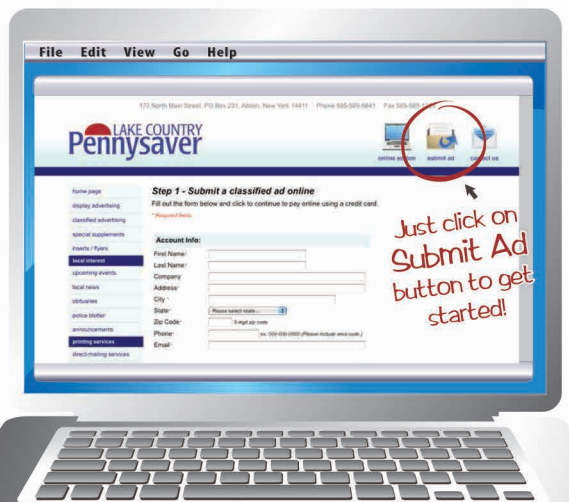 File Edit View Go Help
170 North Main Street, PO Box 231, Albion, New York 14411 Phone 585-589-5641 Fax 585-589-
LAKE COUNTRY
Pennysaver
online edition submit ad contact us
home page
display advertising
classified advertising
special supplements
inserts / flyers
local interest
upcoming events
local news
obituaries
police blotter
announcements
printing services
direct mailing services
Step 1 - Submit a classified ad online
Fill out the form below and click to continue to pay online using a credit card.
* Required fields.
Account Info:
First Name*
Last Name*
Company
Address*
City *
State* Please select state...
Zip Code* 5-digit zip code
Phone* ex. 000-000-0000 (Please include area code.)
Email*
Just click on
Submit Ad
button to get
started!